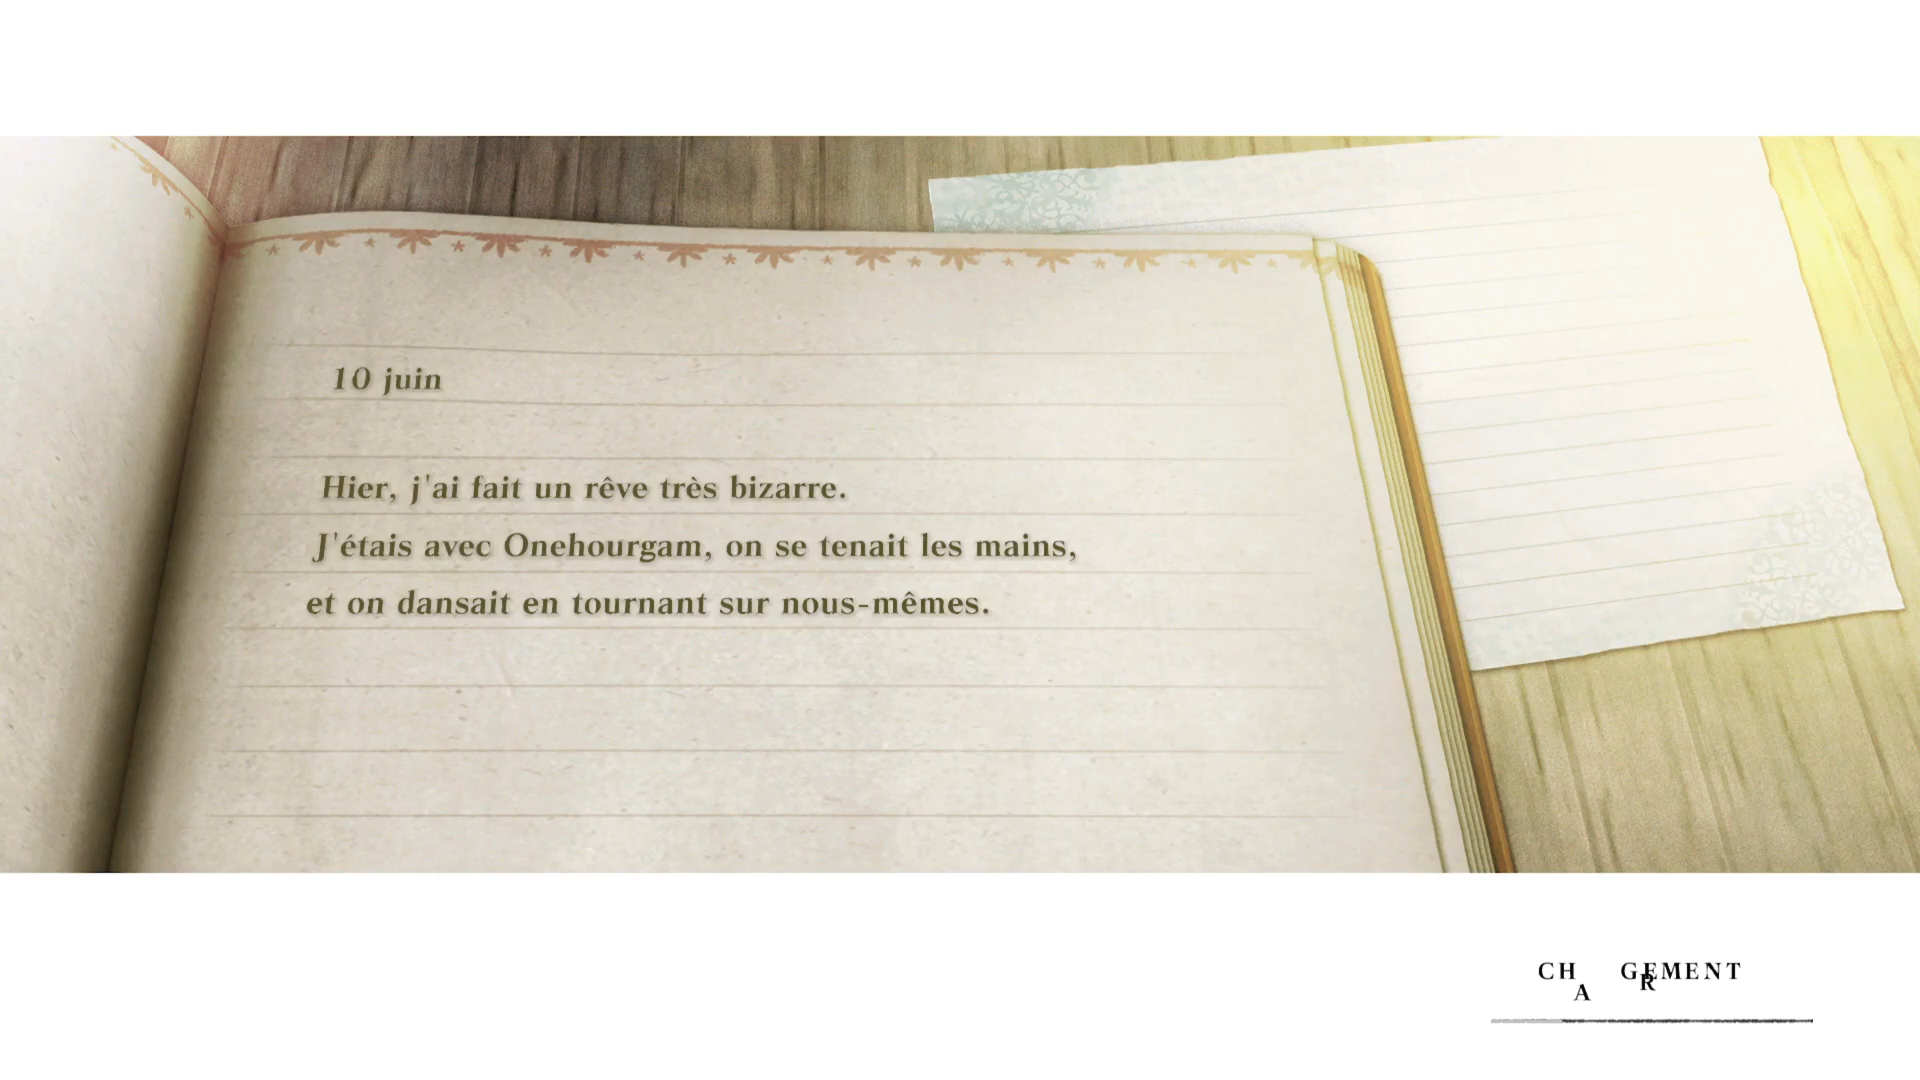 10 juin
Hier, j'ai fait un rêve très bizarre.
J'étais avec Onehourgam, on se tenait les mains,
et on dansait en tournant sur nous-mêmes.
CHARGEMENT